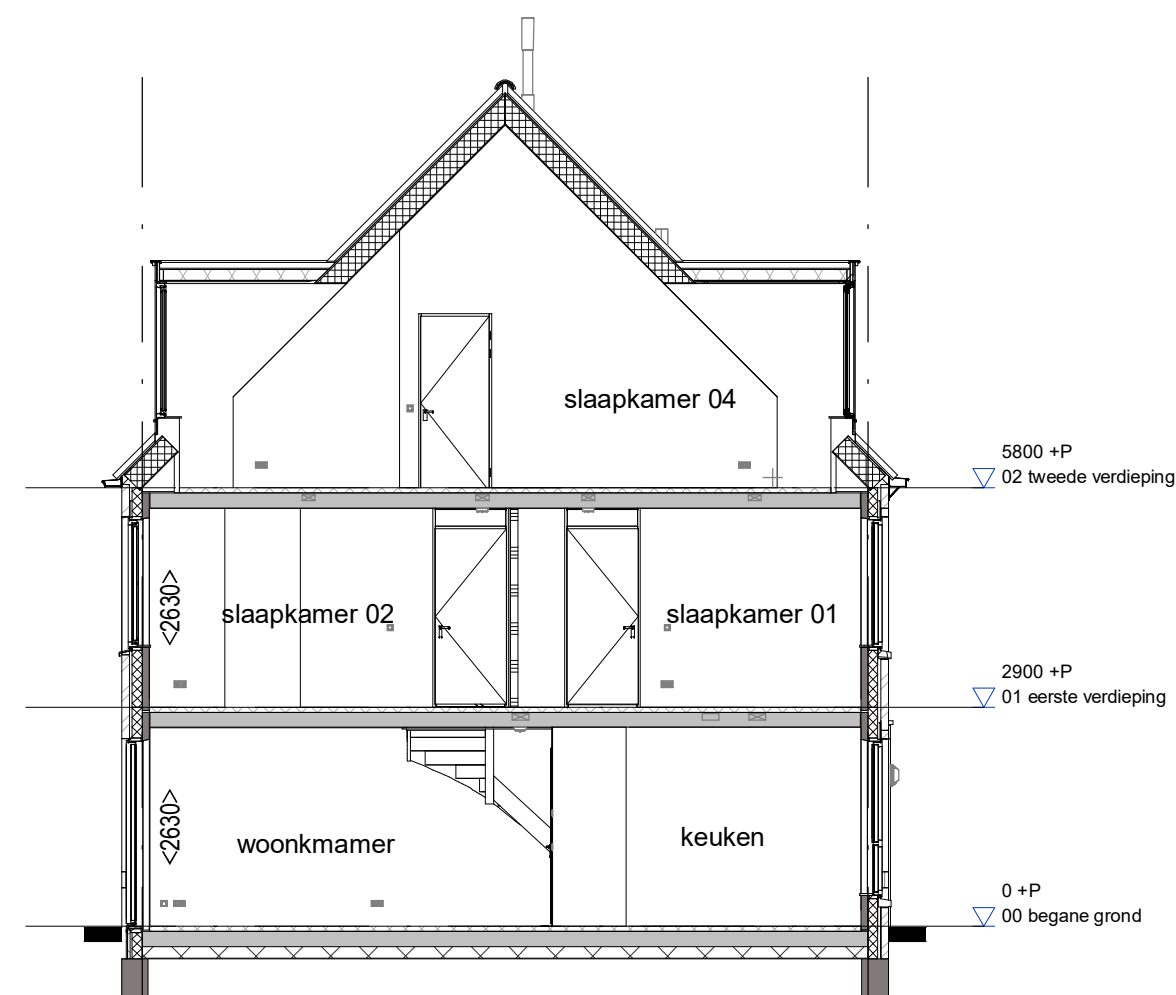 slaapkamer 04
5800 +P
02 tweede verdieping
<2630>
slaapkamer 02
slaapkamer 01
2900 +P
01 eerste verdieping
<2630>
woonkmamer
keuken
0 +P
00 begane grond